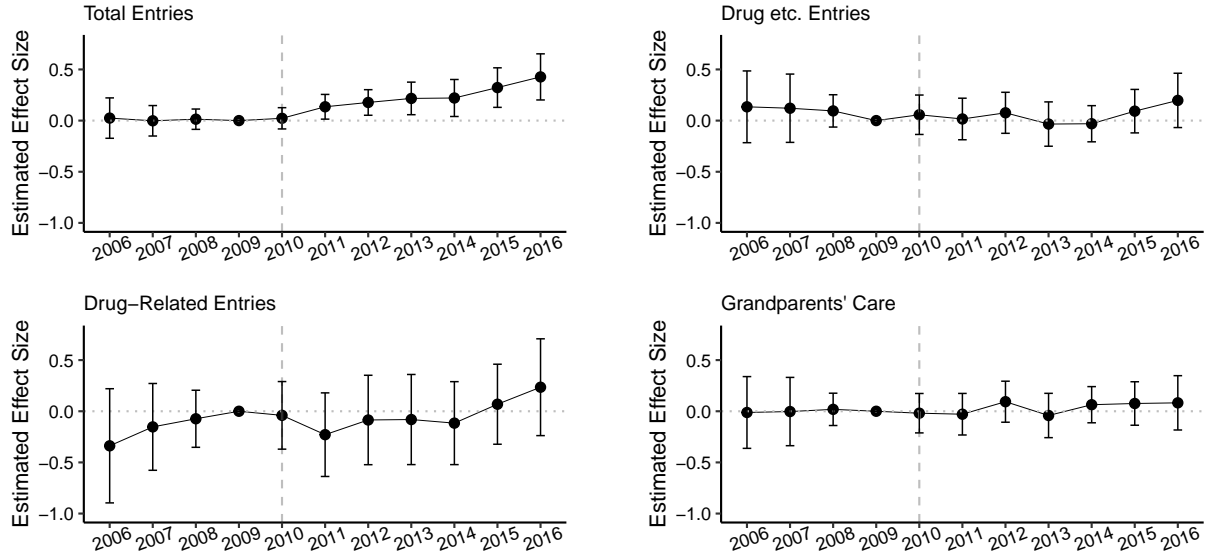 Total Entries
Estimated Effect Size
0.5
0.0
−0.5
−1.0
2006 2007 2008 2009 2010 2011 2012 2013 2014 2015 2016
Drug etc. Entries
Estimated Effect Size
0.5
0.0
−0.5
−1.0
2006 2007 2008 2009 2010 2011 2012 2013 2014 2015 2016
Drug−Related Entries
Estimated Effect Size
0.5
0.0
−0.5
−1.0
2006 2007 2008 2009 2010 2011 2012 2013 2014 2015 2016
Grandparents' Care
Estimated Effect Size
0.5
0.0
−0.5
−1.0
2006 2007 2008 2009 2010 2011 2012 2013 2014 2015 2016